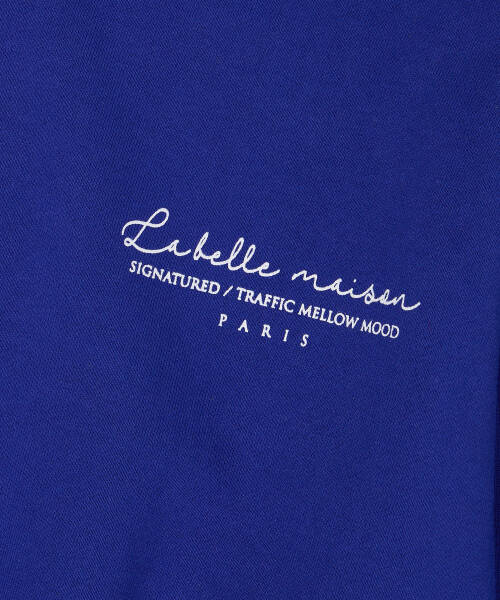 Labelle maison
SIGNATURED / TRAFFIC MELLOW MOOD
PARIS